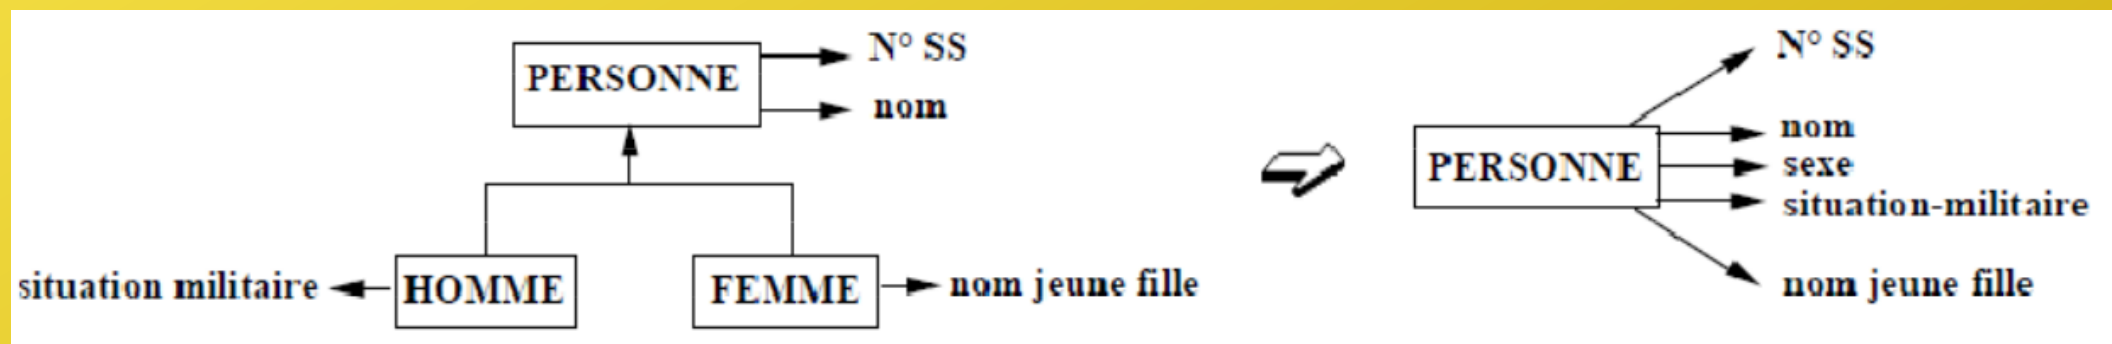 PERSONNE
N° SS
nom
HOMME
situation militaire
FEMME
nom jeune fille
PERSONNE
N° SS
nom
sexe
situation-militaire
nom jeune fille